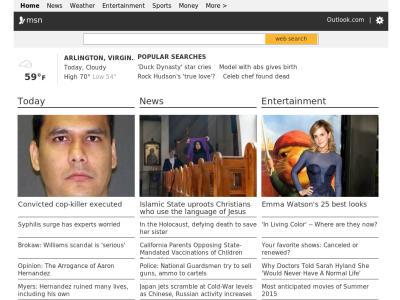 Home News Weather Entertainment Sports Money More >
msn Outlook.com |
web search
ARLINGTON, VIRGIN. POPULAR SEARCHES
Today, Cloudy 'Duck Dynasty' star cries Model with abs gives birth
59°F High 70° Low 54° Rock Hudson's 'true love'? Celeb chef found dead
Today News Entertainment
Convicted cop-killer executed
Islamic State uproots Christians
who use the language of Jesus
Emma Watson's 25 best looks
Syphilis surge has experts worried
In the Holocaust, defying death to save
her sister
'In Living Color' -- Where are they now?
Brokaw: Williams scandal is 'serious'
California Parents Opposing State-
Mandated Vaccinations of Children
Your favorite shows: Canceled or
renewed?
Opinion: The Arrogance of Aaron
Hernandez
Police: National Guardsmen try to sell
guns, ammo to cartels
Why Doctors Told Sarah Hyland She
'Would Never Have A Normal Life'
Myers: Hernandez ruined many lives,
including his own
Japan jets scramble at Cold-War levels
as Chinese, Russian activity increases
Most anticipated movies of Summer
2015